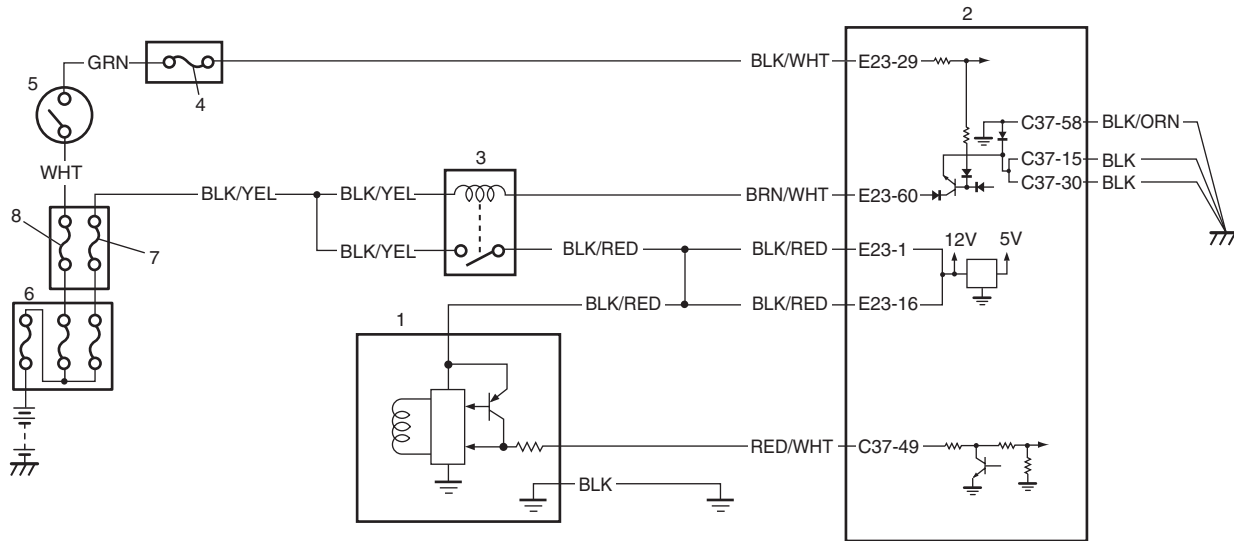 2
GRN
4
BLK/WHT
E23-29
5
C37-58
BLK/ORN
3
C37-15
BLK
WHT
C37-30
BLK
BLK/YEL
BLK/YEL
BRN/WHT
E23-60
8
7
BLK/YEL
BLK/RED
BLK/RED
E23-1
12V
5V
6
BLK/RED
BLK/RED
E23-16
1
RED/WHT
C37-49
BLK